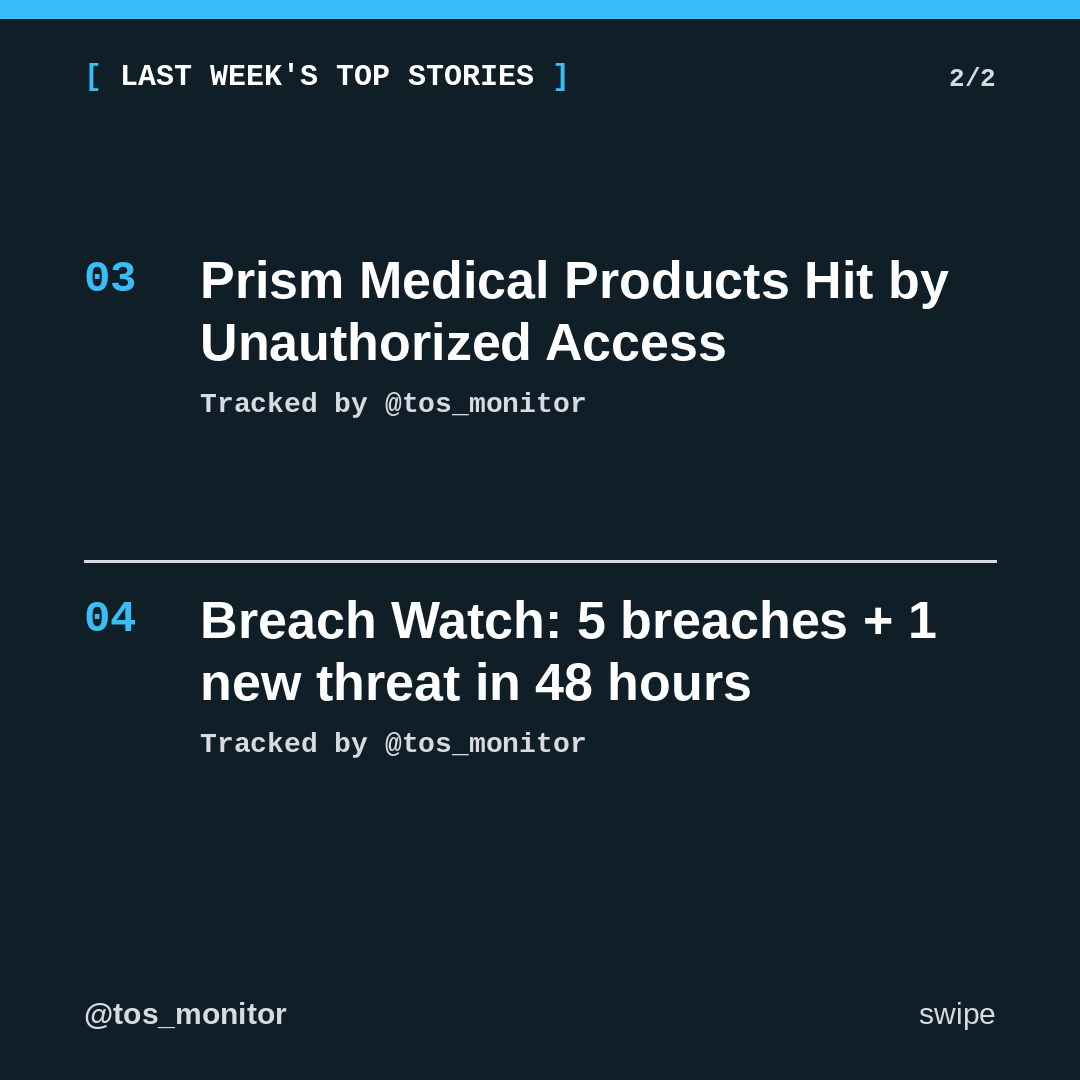 [ LAST WEEK'S TOP STORIES ]
2/2
03
Prism Medical Products Hit by
Unauthorized Access
Tracked by @tos_monitor
04
Breach Watch: 5 breaches + 1
new threat in 48 hours
Tracked by @tos_monitor
@tos_monitor
swipe